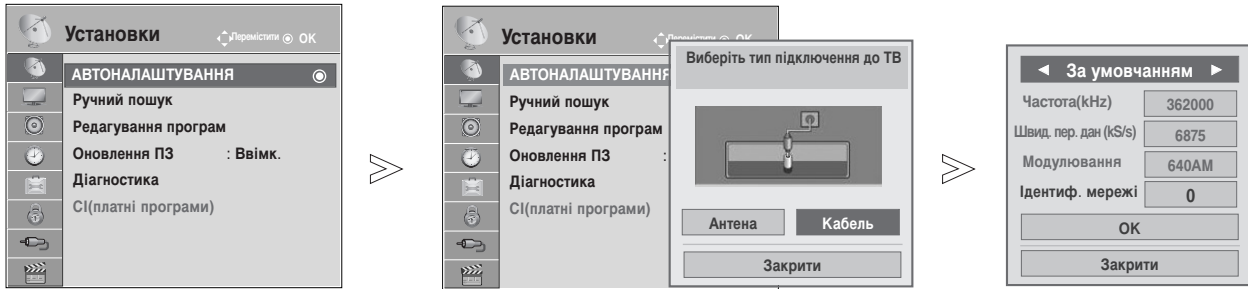 Установки
Перемістити OK
АВТОНАЛАШТУВАННЯ
Ручний пошук
Редагування програм
Оновлення ПЗ : Ввімк.
Діагностика
CI(платні програми)
Установки
Перемістити OK
АВТОНАЛАШТУВАННЯ
Ручний пошук
Редагування програм
Оновлення ПЗ :
Діагностика
CI(платні програми)
Виберіть тип підключення до ТВ
Антена Кабель
Закрити
◄ За умовчанням ►
Частота(kHz) 362000
Швид. пер. дан (kS/s) 6875
Модулювання 640AM
Ідентиф. мережі 0
OK
Закрити